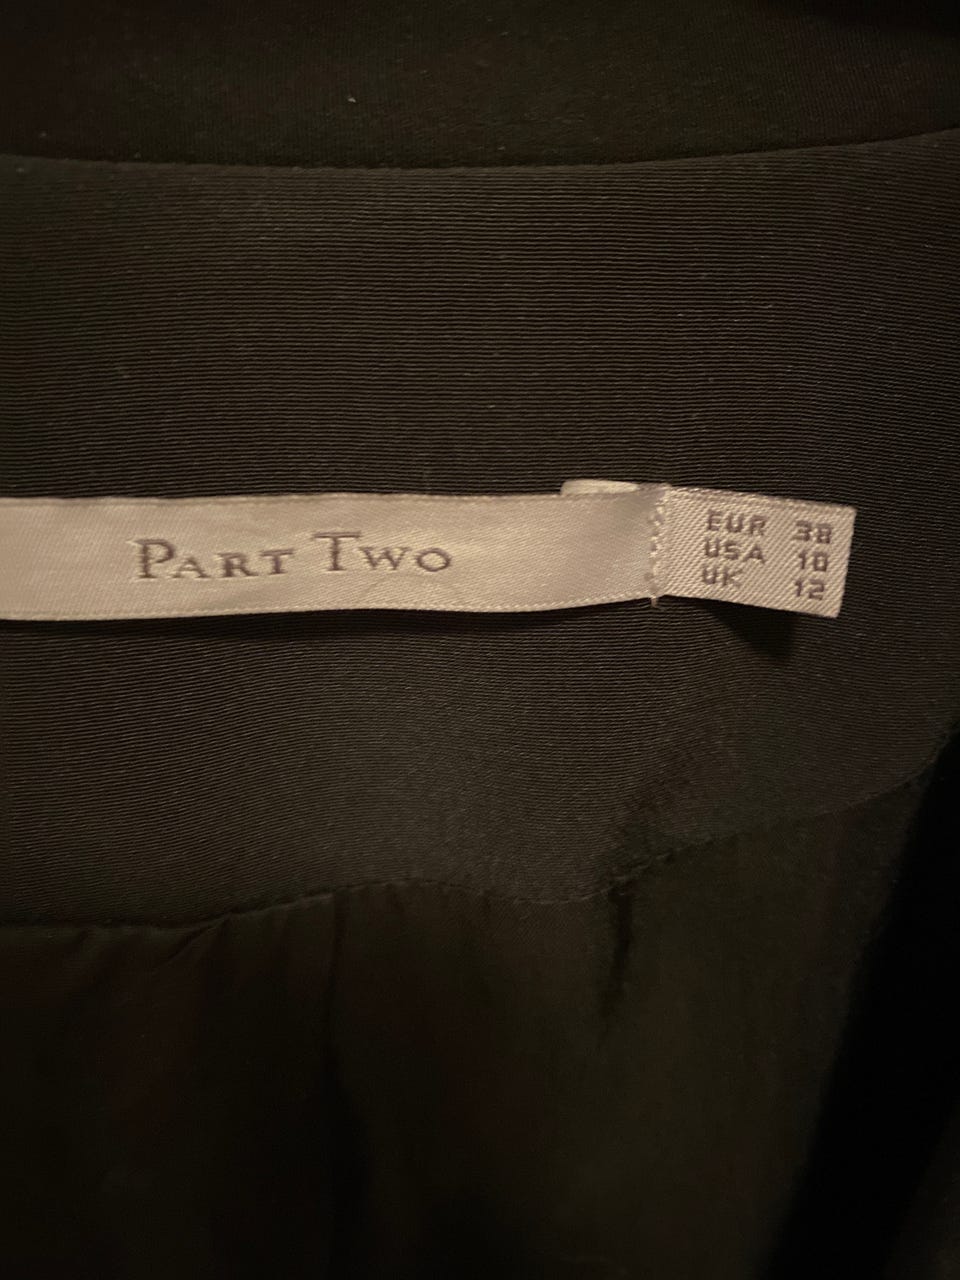 PART TWO
EUR 38
USA 10
UK 12